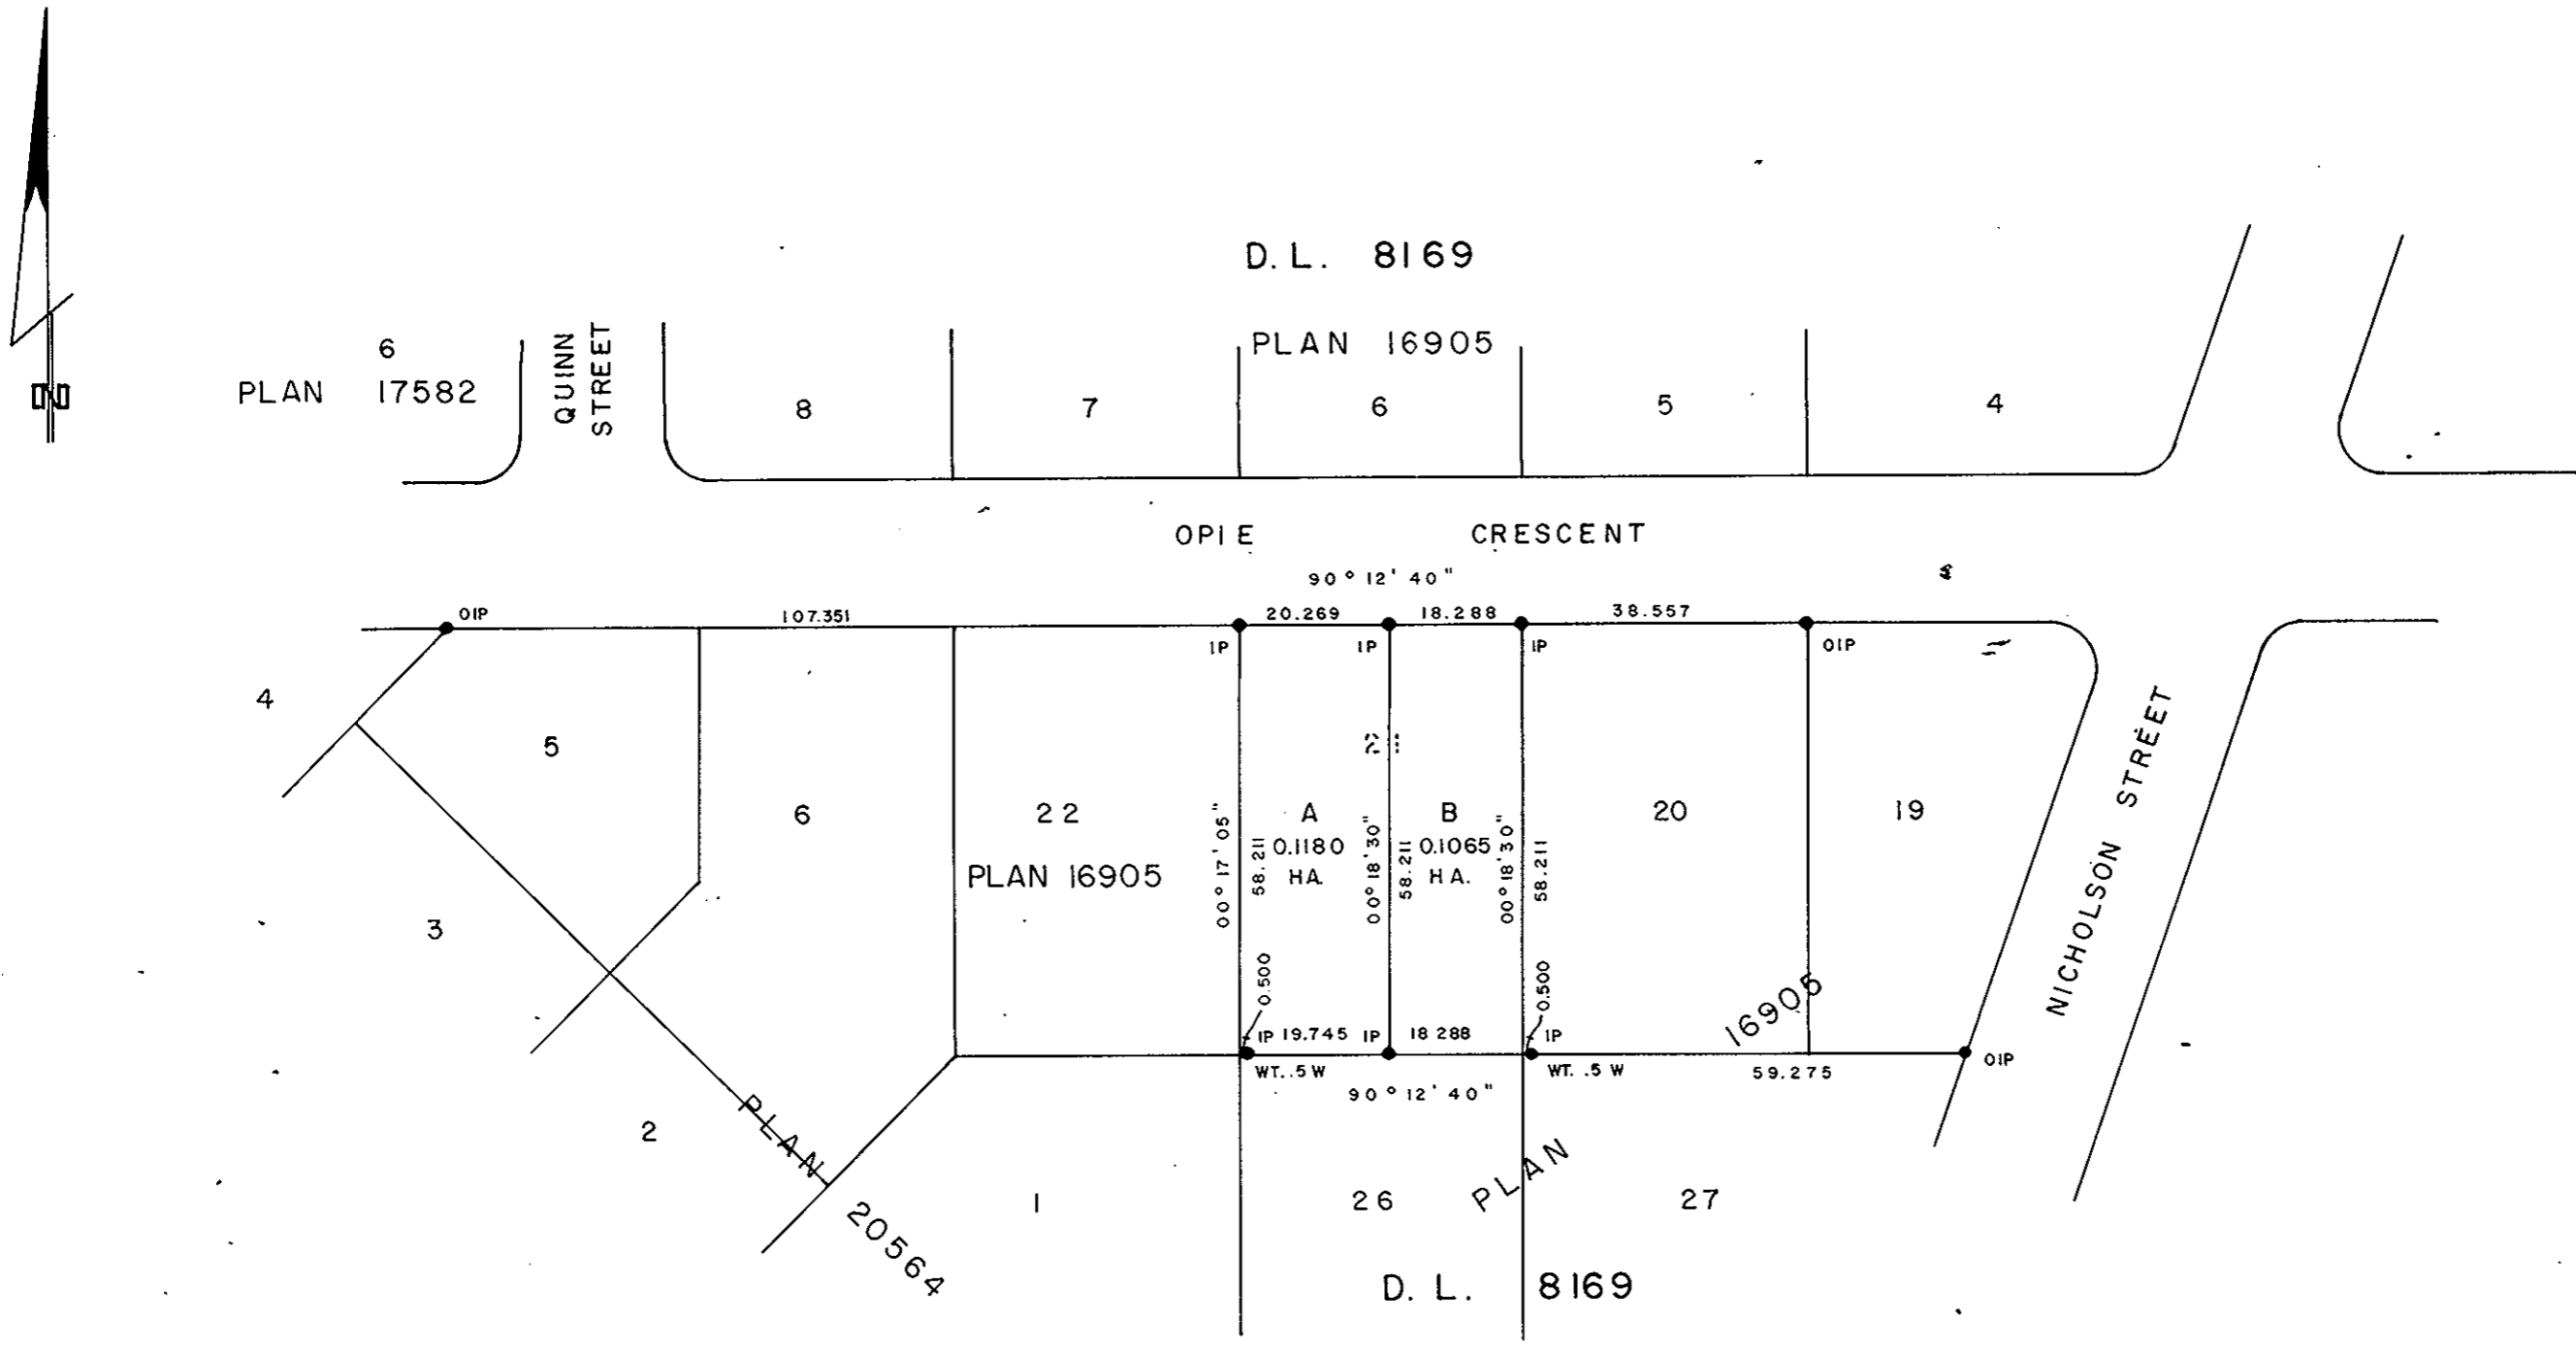 N
D. L. 8169
PLAN 16905
6
PLAN 17582
QUINN
STREET
8
7
6
5
4
OPIE CRESCENT
90° 12' 40"
OIP
107.351
20.269
18.288
38.557
IP
IP
IP
OIP
4
5
6
22
PLAN 16905
00° 17' 05"
58.211
A
0.1180
HA.
00° 18' 30"
58.211
B
0.1065
HA.
00° 18' 30"
58.211
21
20
19
NICHOLSON STREET
3
0.500
0.500
IP
19.745
IP
18 288
IP
WT. .5 W
WT. .5 W
90° 12' 40"
59.275
OIP
2
1
26
27
PLAN 20564
PLAN 16905
D. L. 8169